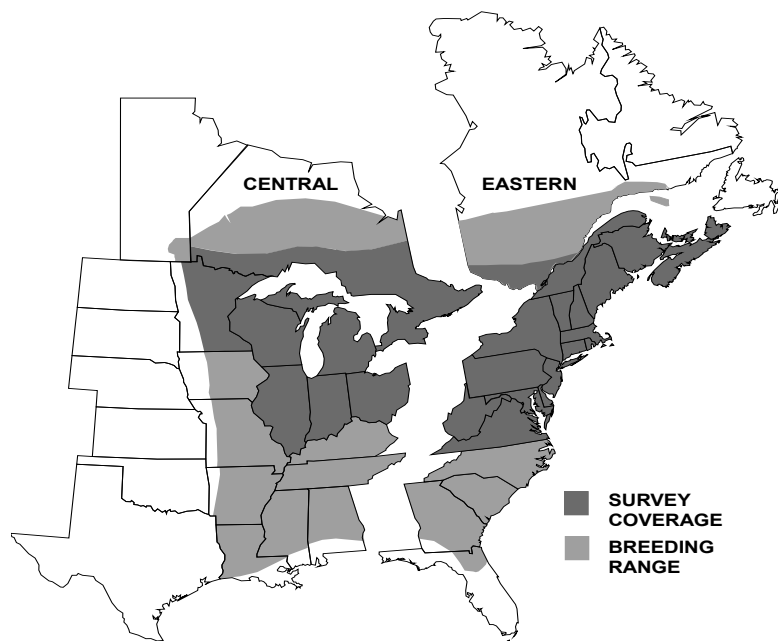 CENTRAL
EASTERN
SURVEY
COVERAGE
BREEDING
RANGE